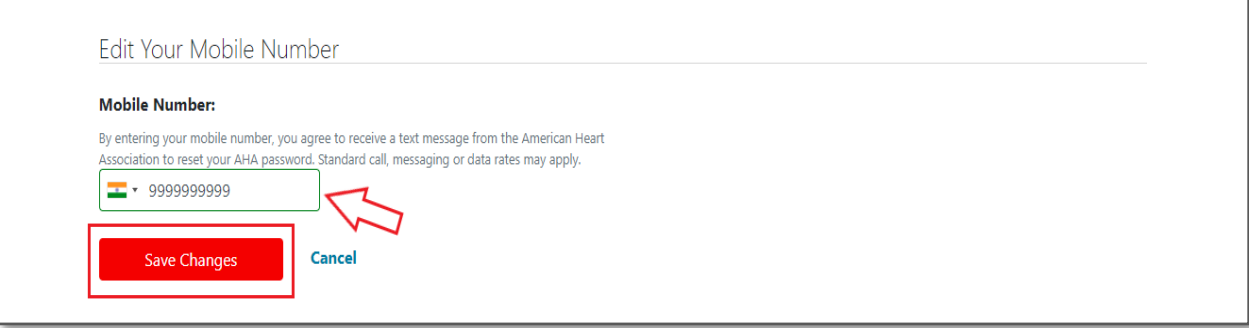 Edit Your Mobile Number
Mobile Number:
By entering your mobile number, you agree to receive a text message from the American Heart
Association to reset your AHA password. Standard call, messaging or data rates may apply.
9999999999
Save Changes
Cancel